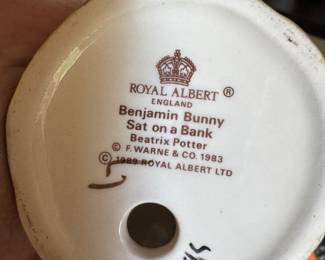 ROYAL ALBERT ®
ENGLAND
Benjamin Bunny
Sat on a Bank
Beatrix Potter
© F. WARNE & CO. 1983
© 1989 ROYAL ALBERT LTD